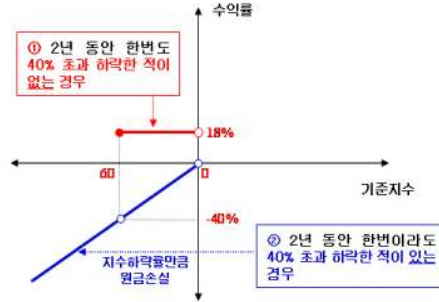 수익률
① 2년 동안 한번도
40% 초과 하락한 적이
없는 경우
18%
60
0
기준지수
-40%
지수하락률만큼
원금손실
② 2년 동안 한번이라도
40% 초과 하락한 적이 있는
경우